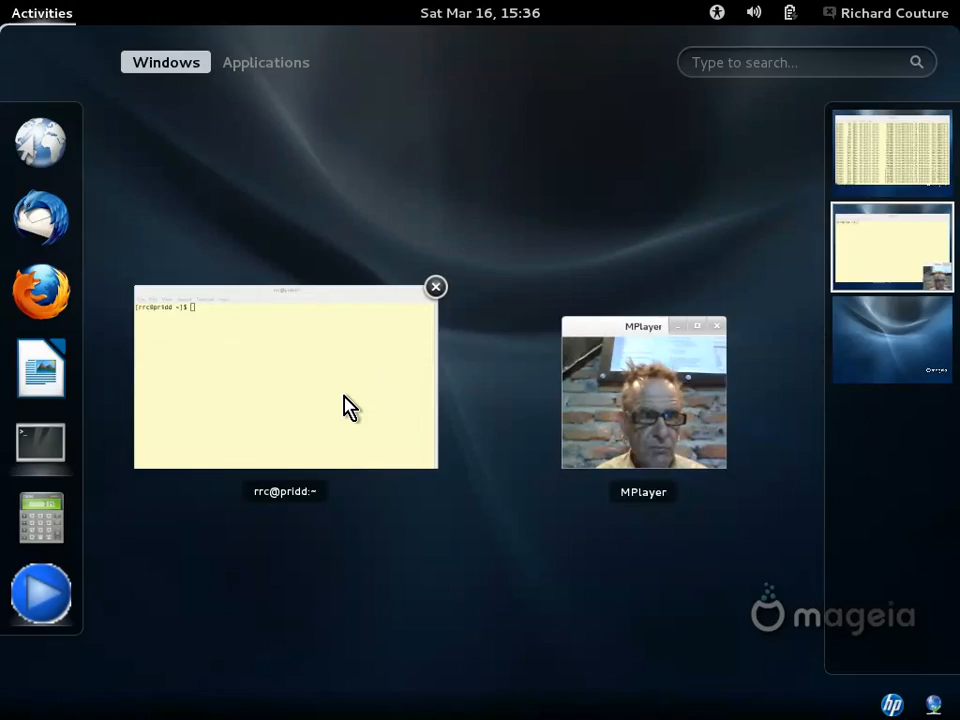 Activities
Sat Mar 16, 15:36
Richard Couture
Windows
Applications
Type to search...
[rrc@pridd ~]$
MPlayer
rrc@pridd:~
MPlayer
mageia
hp